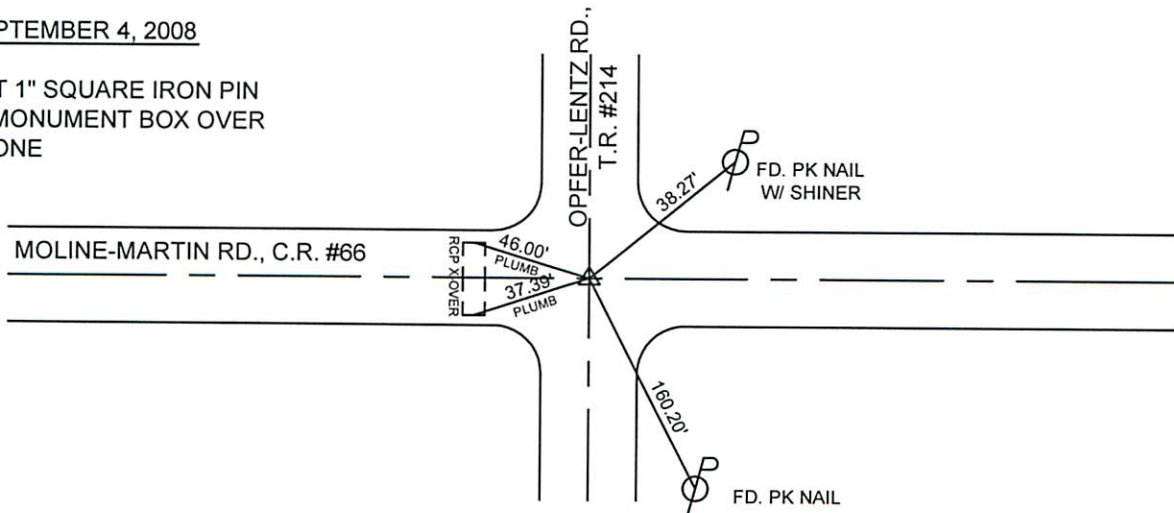 PTEMBER 4, 2008
T 1" SQUARE IRON PIN
MONUMENT BOX OVER
ONE
OPFER-LENTZ RD.,
T.R. #214
P
FD. PK NAIL
W/ SHINER
38.27'
MOLINE-MARTIN RD., C.R. #66
RCP X-OVER
46.00'
PLUMB
37.39'
PLUMB
160.20'
P
FD. PK NAIL